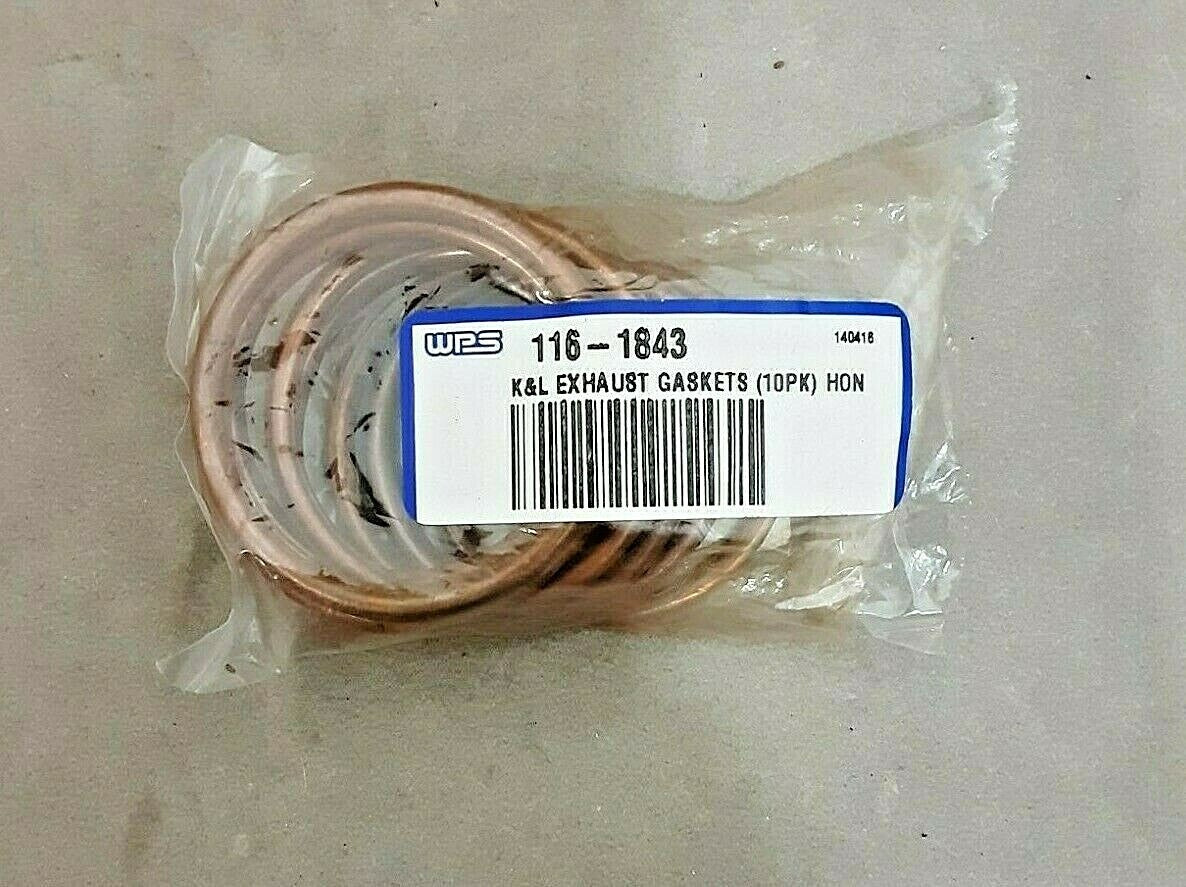 WPS 116-1843 140416
K&L EXHAUST GASKETS (10PK) HON